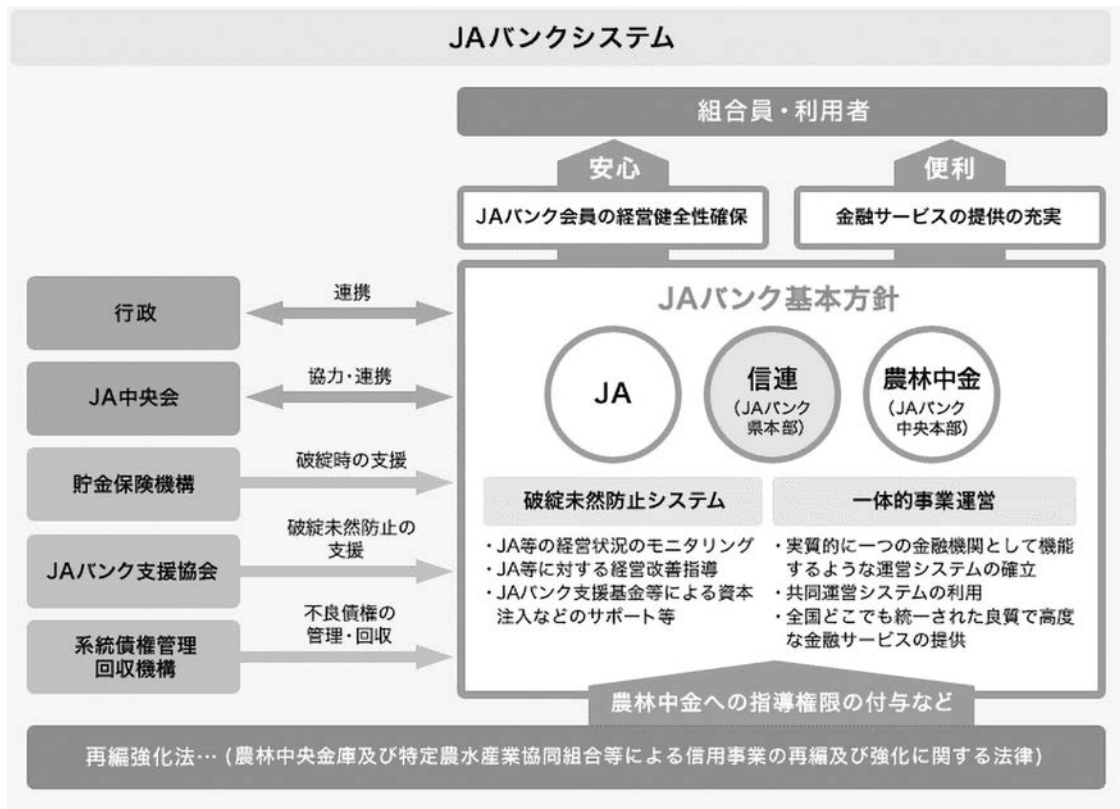 JAバンクシステム
組合員・利用者
安心
便利
JAバンク会員の経営健全性確保
金融サービスの提供の充実
行政
連携
JA中央会
協力・連携
貯金保険機構
破綻時の支援
JAバンク支援協会
破綻未然防止の
支援
系統債権管理
回収機構
不良債権の
管理・回収
JAバンク基本方針
JA
信連
(JAバンク
県本部)
農林中金
(JAバンク
中央本部)
破綻未然防止システム
・JA等の経営状況のモニタリング
・JA等に対する経営改善指導
・JAバンク支援基金等による資本
注入などのサポート等
一体的事業運営
・実質的に一つの金融機関として機能
するような運営システムの確立
・共同運営システムの利用
・全国どこでも統一された良質で高度
な金融サービスの提供
農林中金への指導権限の付与など
再編強化法…(農林中央金庫及び特定農水産業協同組合等による信用事業の再編及び強化に関する法律)